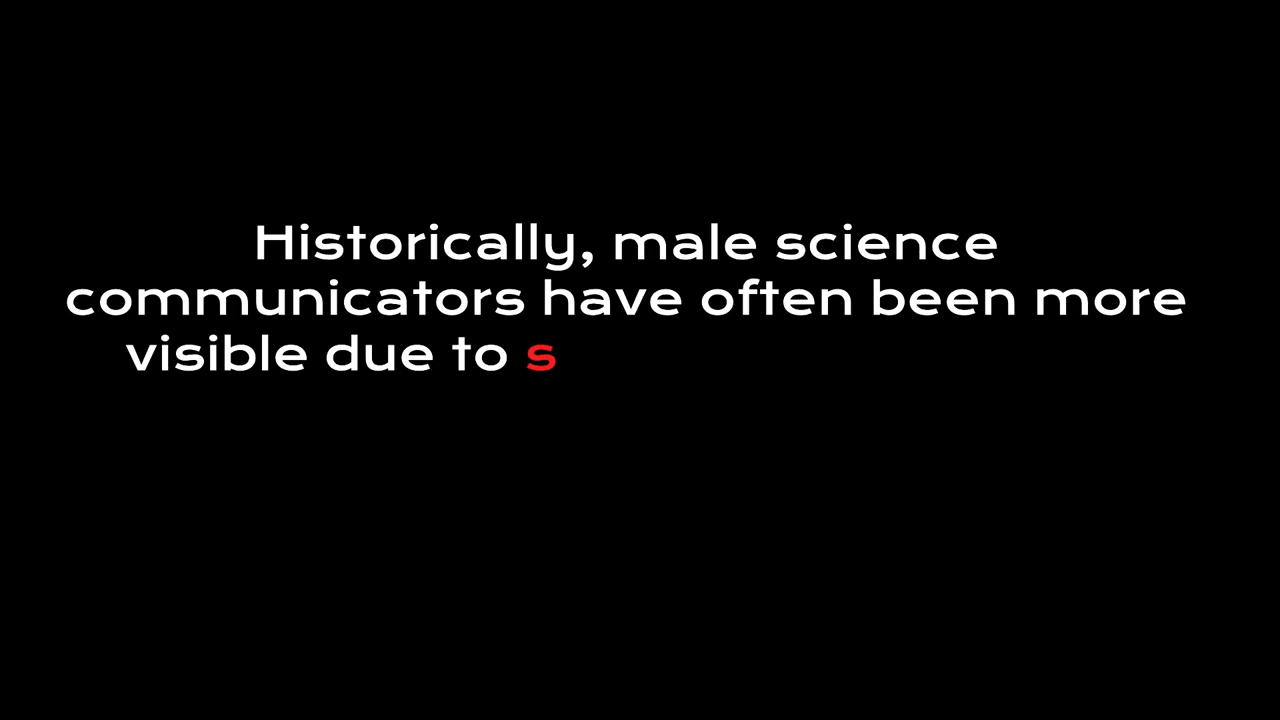 Historically, male science
communicators have often been more
visible due to s